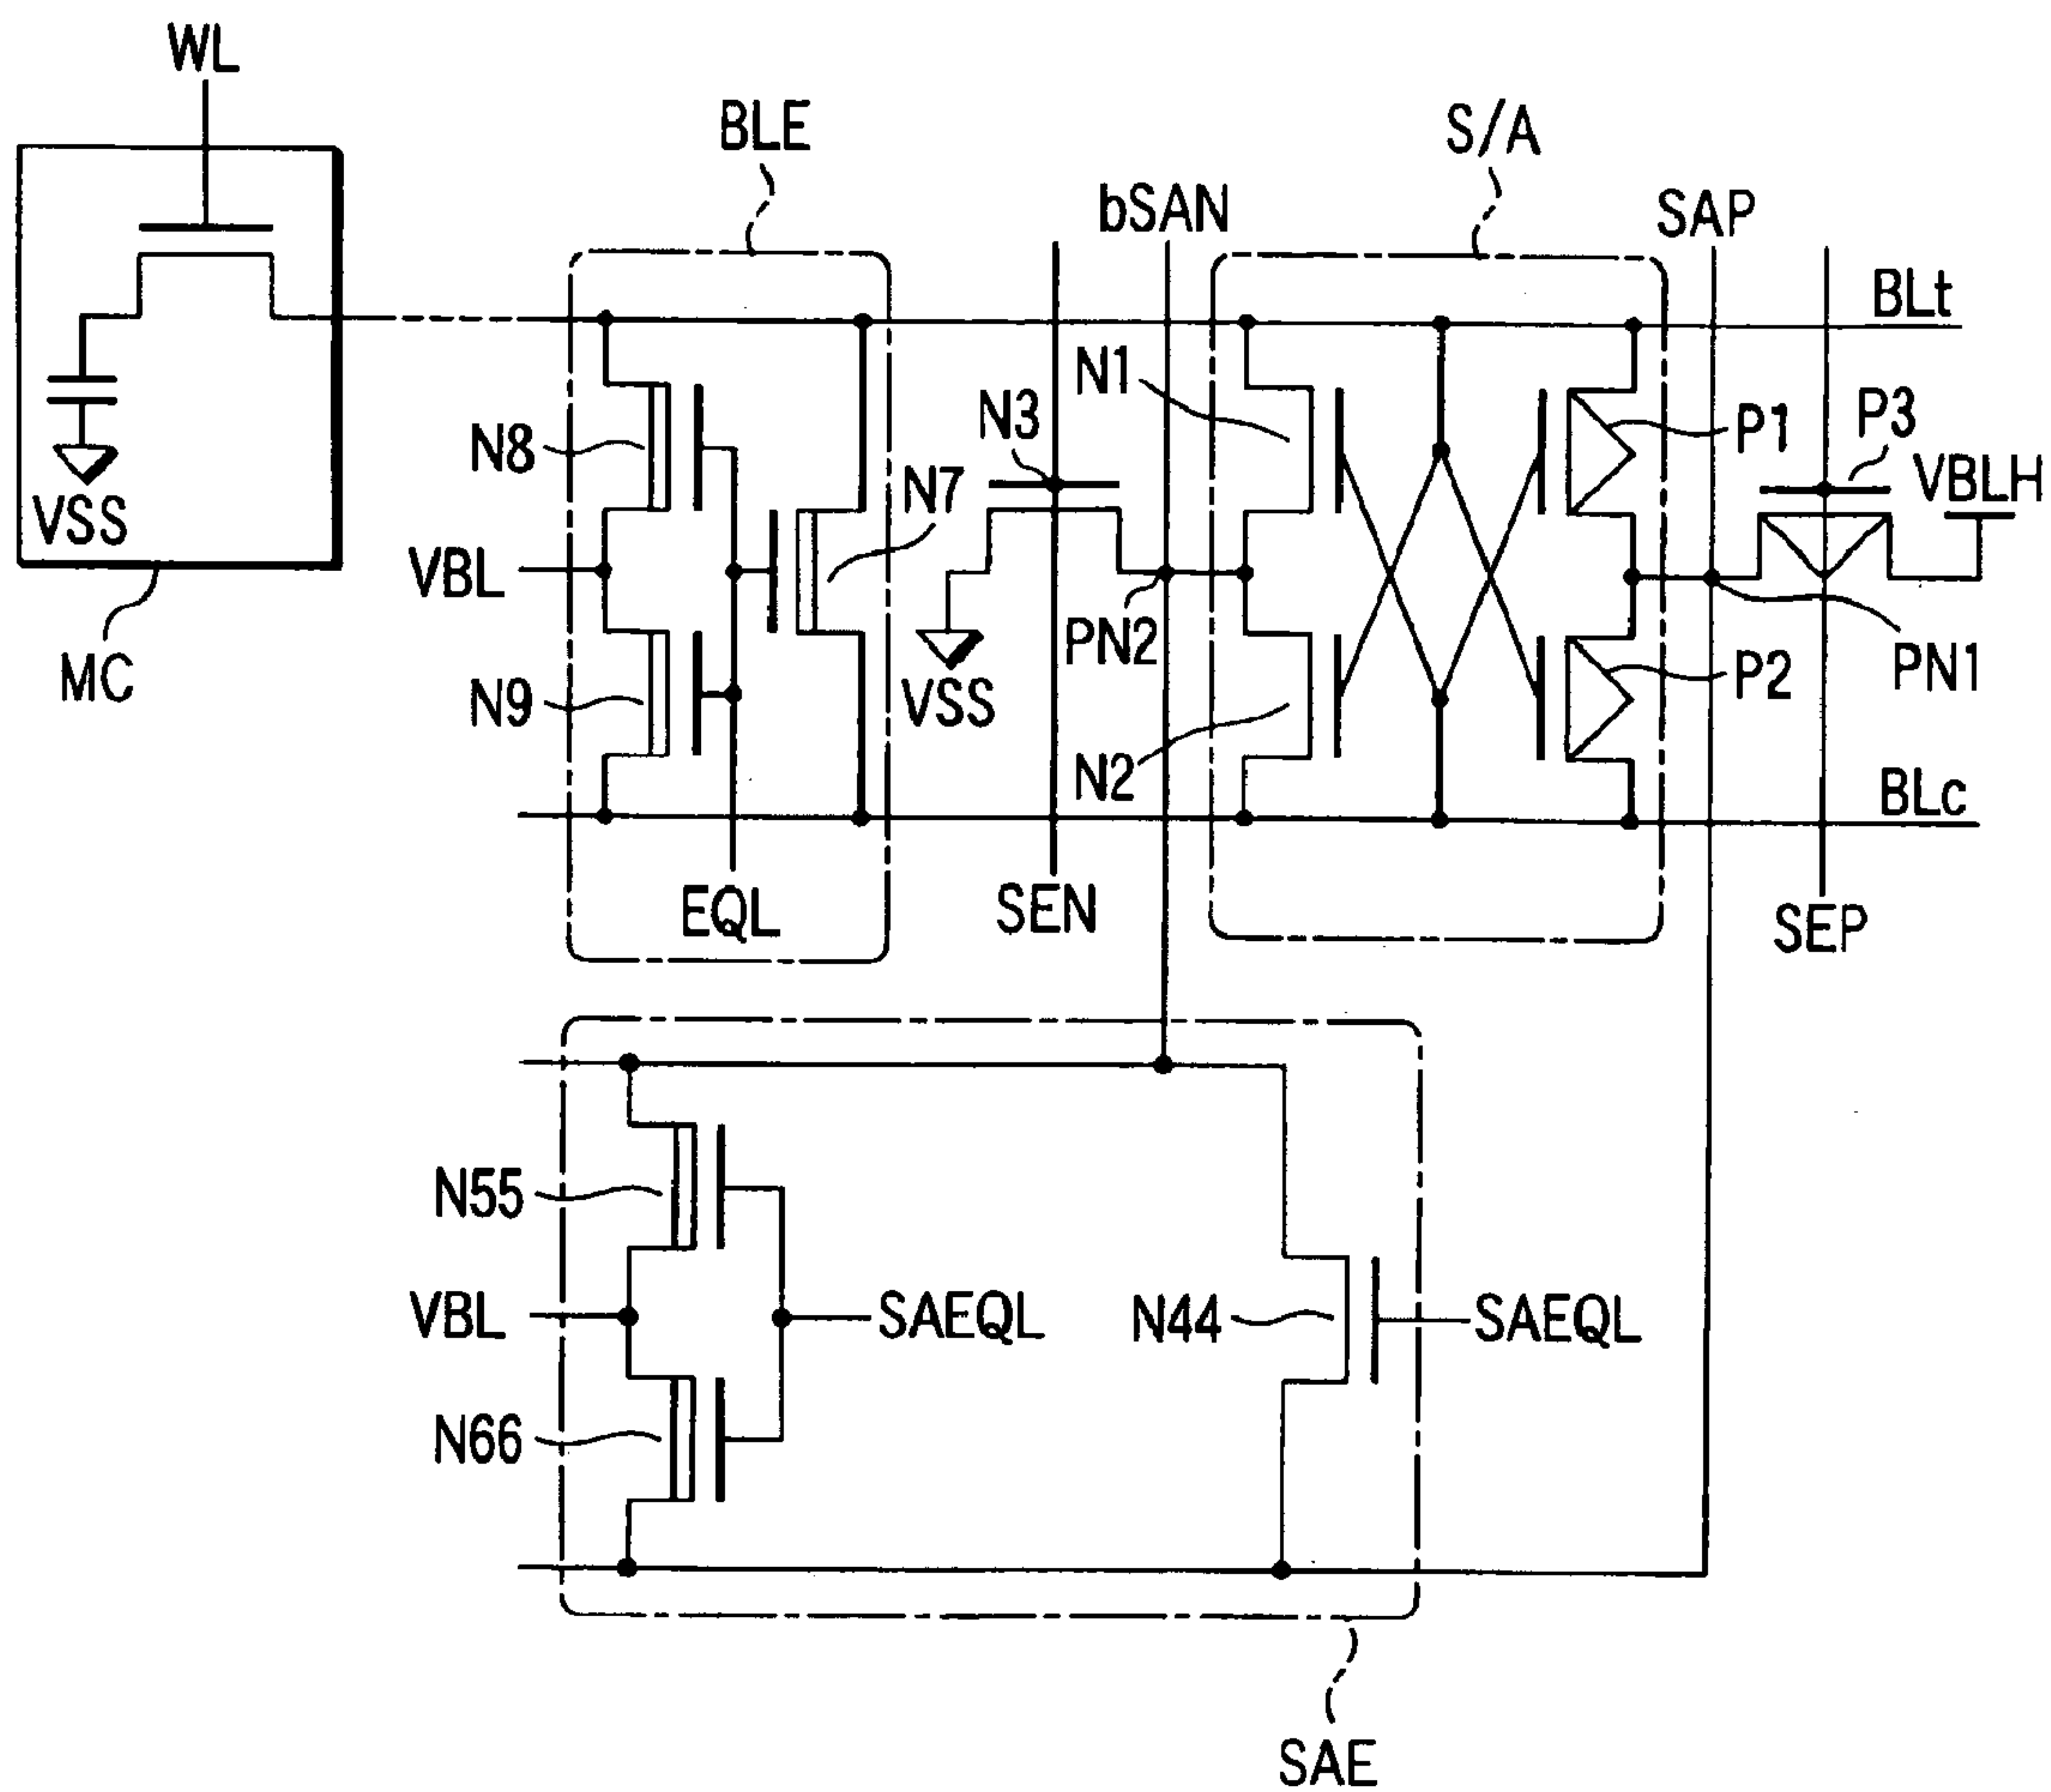 WL
BLE
S/A
bSAN
SAP
BLt
N1
N3
P1
P3
N8
N7
VBLH
VSS
VBL
PN2
MC
N9
VSS
P2
PN1
N2
BLc
EQL
SEN
SEP
N55
VBL
SAEQL
N44
SAEQL
N66
SAE